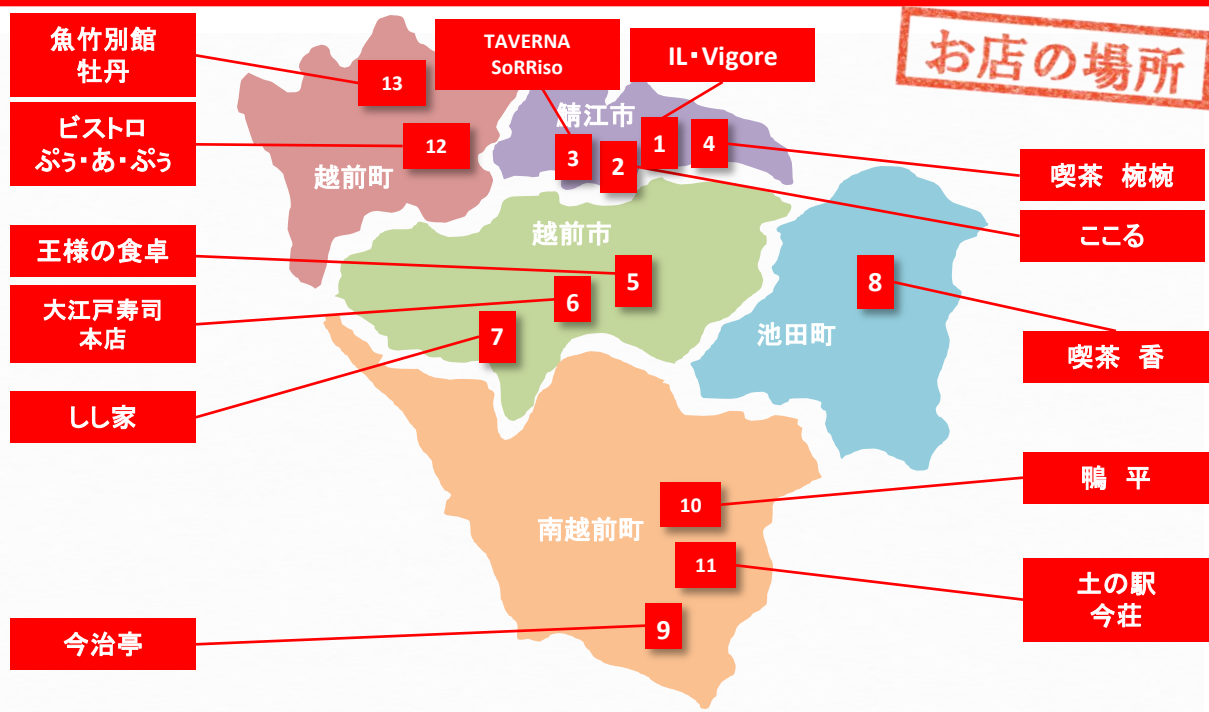 お店の場所
魚竹別館
牡丹
TAVERNA
SoRRiso
IL・Vigore
13
鯖江市
ビストロ
ぷぅ・あ・ぷぅ
12
3
2
1
4
越前町
喫茶 椀椀
王様の食卓
越前市
こころ
5
8
大江戸寿司
本店
6
7
池田町
喫茶 香
しし家
鴨 平
10
南越前町
11
土の駅
今荘
今治亭
9